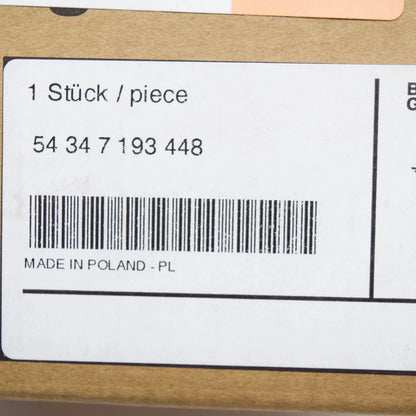 1 Stück / piece
54 34 7 193 448
MADE IN POLAND - PL